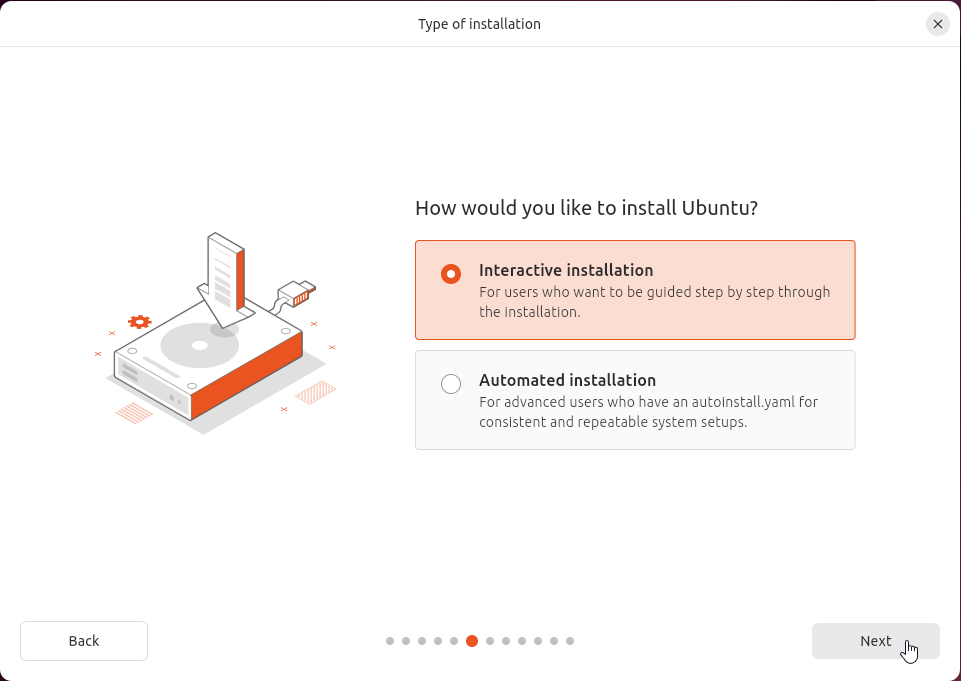 Type of installation
How would you like to install Ubuntu?
Interactive installation
For users who want to be guided step by step through
the installation.
Automated installation
For advanced users who have an autoinstall.yaml for
consistent and repeatable system setups.
Back
Next